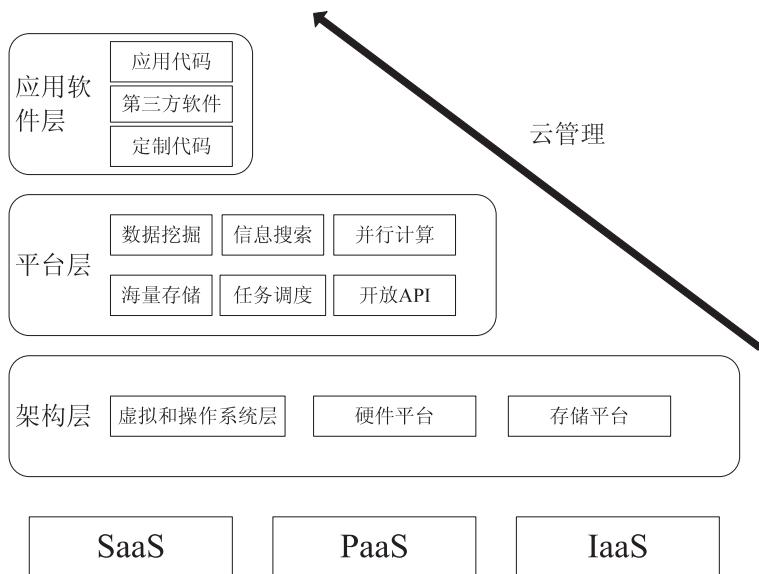 应用软
件层
应用代码
第三方软件
定制代码
云管理
平台层
数据挖掘
信息搜索
并行计算
海量存储
任务调度
开放API
架构层
虚拟和操作系统层
硬件平台
存储平台
SaaS
PaaS
IaaS